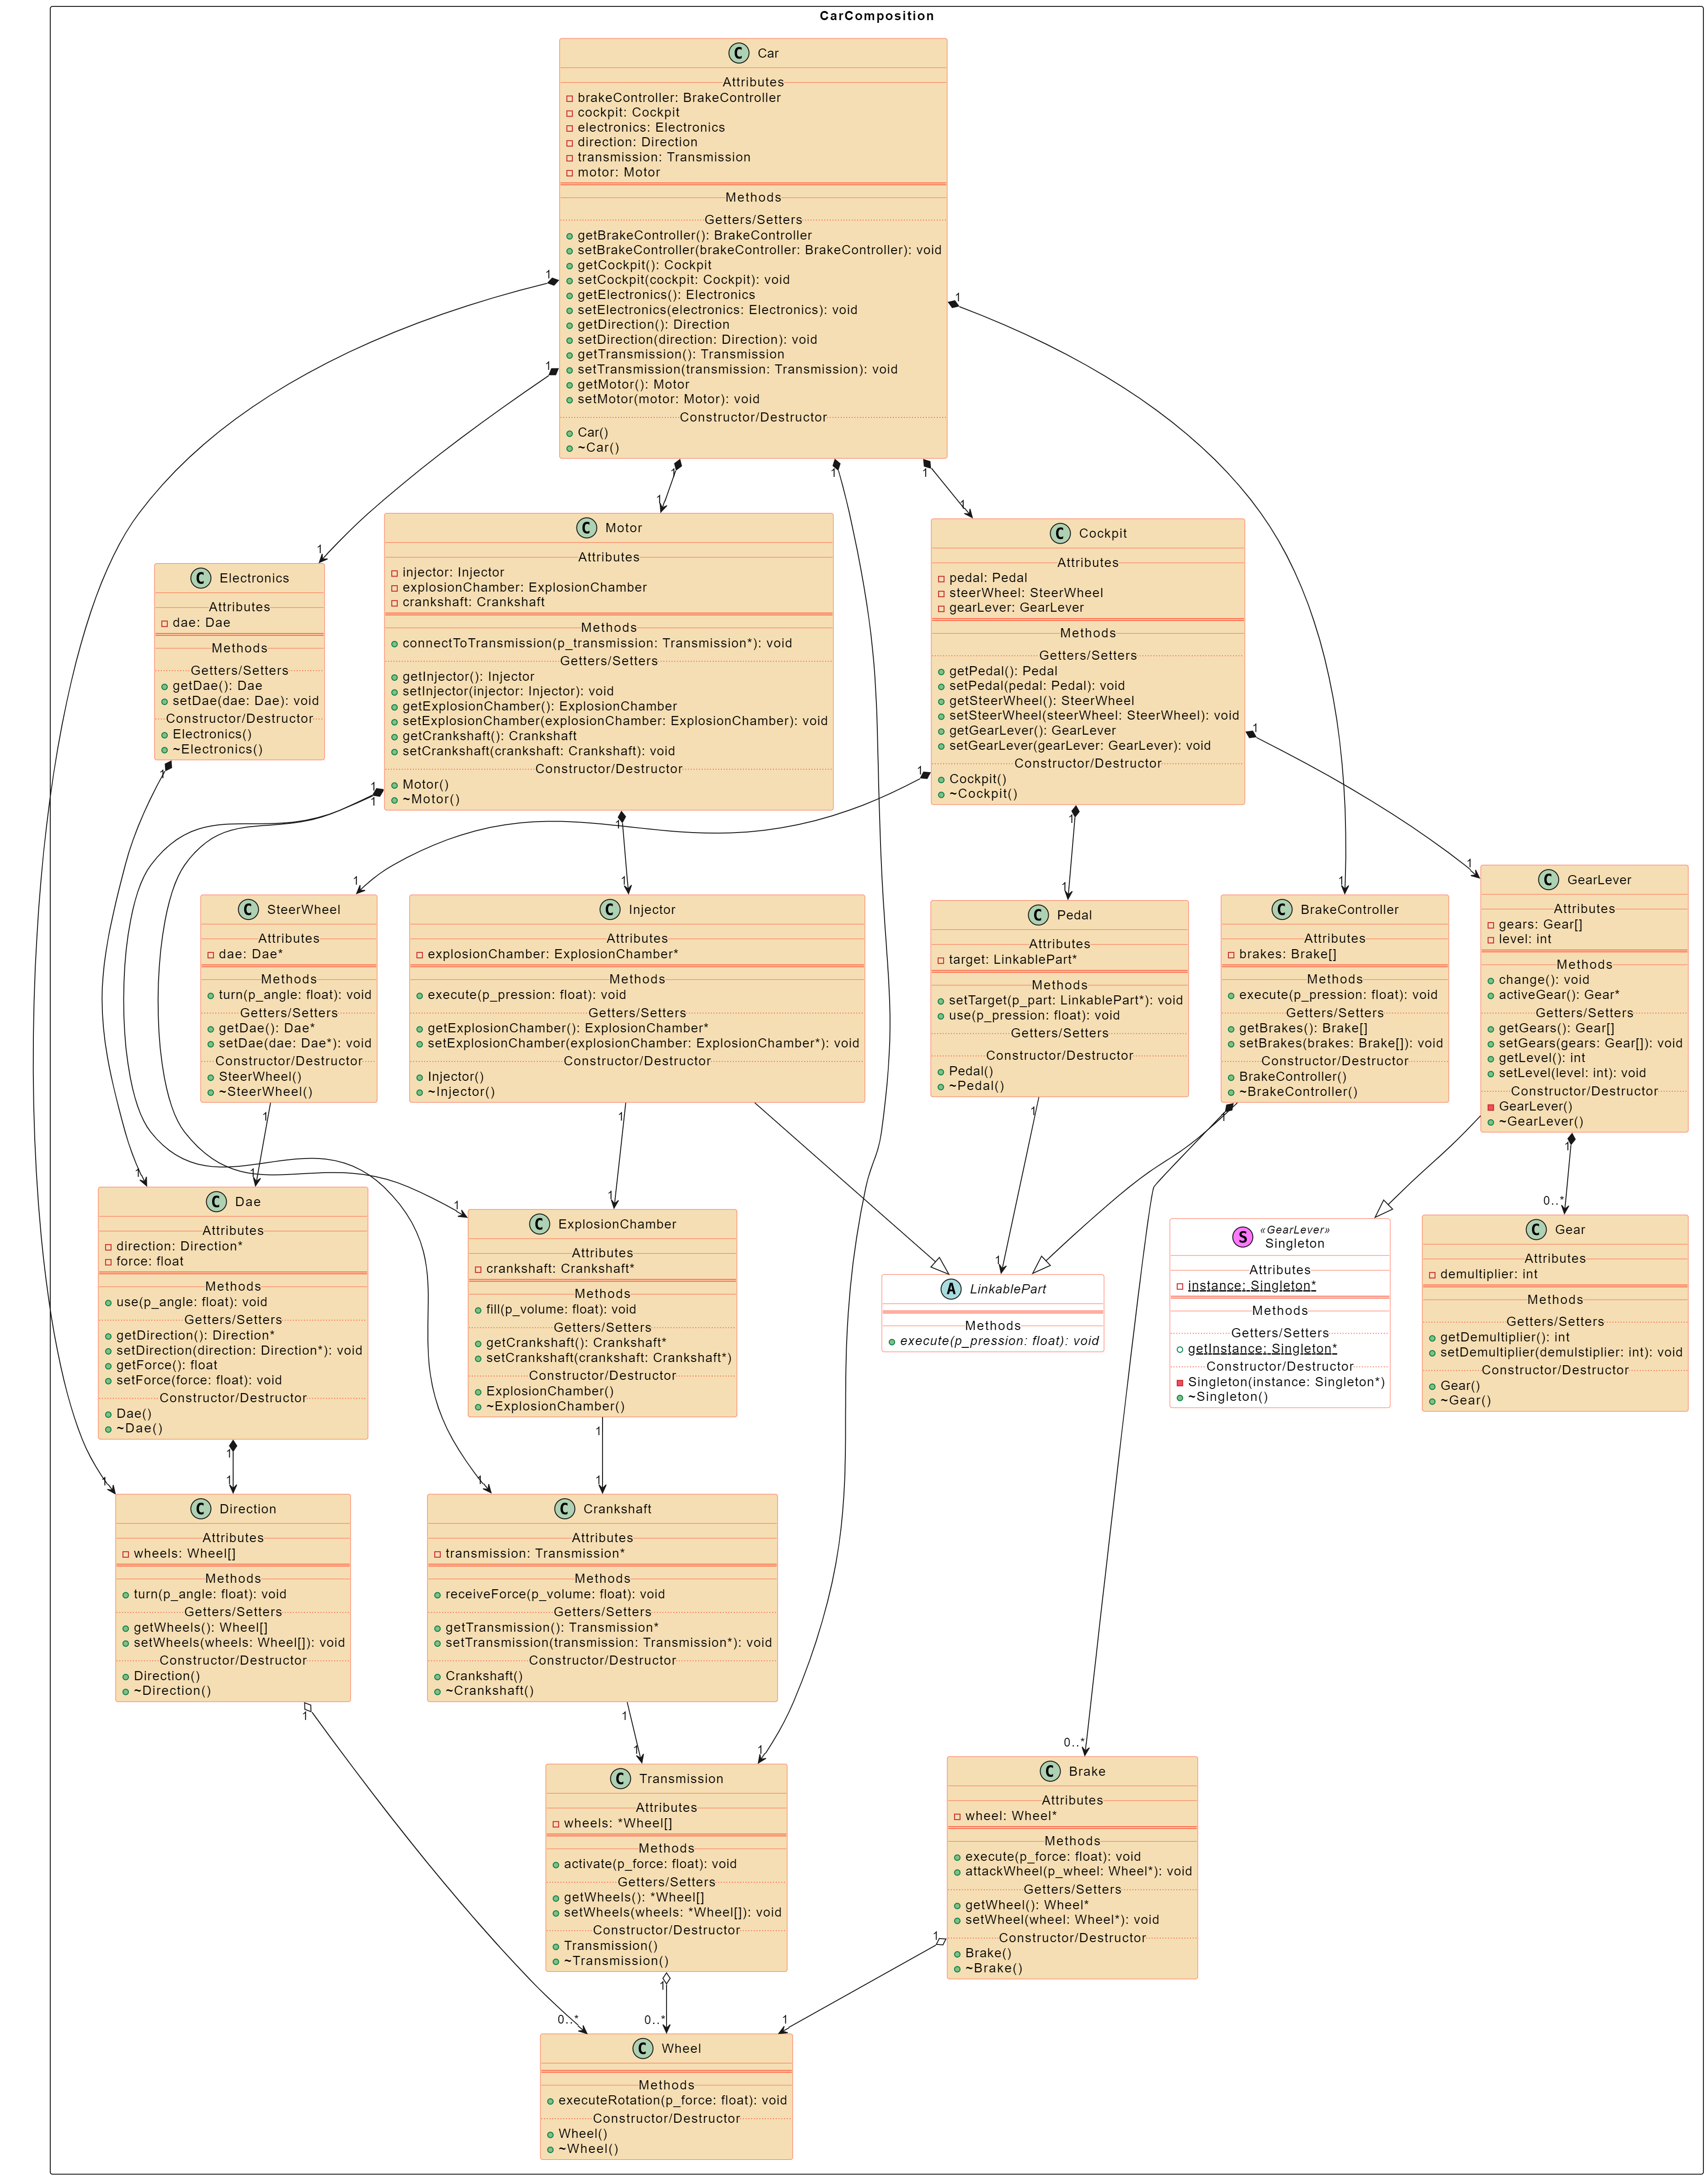 CarComposition
C Car
Attributes
brakeController: BrakeController
cockpit: Cockpit
electronics: Electronics
direction: Direction
transmission: Transmission
motor: Motor
Methods
Getters/Setters
getBrakeController(): BrakeController
setBrakeController(brakeController: BrakeController): void
getCockpit(): Cockpit
setCockpit(cockpit: Cockpit): void
getElectronics(): Electronics
setElectronics(electronics: Electronics): void
getDirection(): Direction
setDirection(direction: Direction): void
getTransmission(): Transmission
setTransmission(transmission: Transmission): void
getMotor(): Motor
setMotor(motor: Motor): void
Constructor/Destructor
Car()
~Car()
1
1
1
1
1
1
1
1
1
C Electronics
Attributes
dae: Dae
Methods
Getters/Setters
getDae(): Dae
setDae(dae: Dae): void
Constructor/Destructor
Electronics()
~Electronics()
1
C Motor
Attributes
injector: Injector
explosionChamber: ExplosionChamber
crankshaft: Crankshaft
Methods
connectToTransmission(p_transmission: Transmission*): void
Getters/Setters
getInjector(): Injector
setInjector(injector: Injector): void
getExplosionChamber(): ExplosionChamber
setExplosionChamber(explosionChamber: ExplosionChamber): void
getCrankshaft(): Crankshaft
setCrankshaft(crankshaft: Crankshaft): void
Constructor/Destructor
Motor()
~Motor()
1
1
1
C Cockpit
Attributes
pedal: Pedal
steerWheel: SteerWheel
gearLever: GearLever
Methods
Getters/Setters
getPedal(): Pedal
setPedal(pedal: Pedal): void
getSteerWheel(): SteerWheel
setSteerWheel(steerWheel: SteerWheel): void
getGearLever(): GearLever
setGearLever(gearLever: GearLever): void
Constructor/Destructor
Cockpit()
~Cockpit()
1
1
1
1
1
1
1
1
C SteerWheel
Attributes
dae: Dae*
Methods
turn(p_angle: float): void
Getters/Setters
getDae(): Dae*
setDae(dae: Dae*): void
Constructor/Destructor
SteerWheel()
~SteerWheel()
1
C Injector
Attributes
explosionChamber: ExplosionChamber*
Methods
execute(p_pression: float): void
Getters/Setters
getExplosionChamber(): ExplosionChamber*
setExplosionChamber(explosionChamber: ExplosionChamber*): void
Constructor/Destructor
Injector()
~Injector()
1
C Pedal
Attributes
target: LinkablePart*
Methods
setTarget(p_part: LinkablePart*): void
use(p_pression: float): void
Getters/Setters
Constructor/Destructor
Pedal()
~Pedal()
1
C BrakeController
Attributes
brakes: Brake[]
Methods
execute(p_pression: float): void
Getters/Setters
getBrakes(): Brake[]
setBrakes(brakes: Brake[]): void
Constructor/Destructor
BrakeController()
~BrakeController()
1
C GearLever
Attributes
gears: Gear[]
level: int
Methods
change(): void
activeGear(): Gear*
Getters/Setters
getGears(): Gear[]
setGears(gears: Gear[]): void
getLevel(): int
setLevel(level: int): void
Constructor/Destructor
GearLever()
~GearLever()
1
1
1
1
1
1
0..*
C Dae
Attributes
direction: Direction*
force: float
Methods
use(p_angle: float): void
Getters/Setters
getDirection(): Direction*
setDirection(direction: Direction*): void
getForce(): float
setForce(force: float): void
Constructor/Destructor
Dae()
~Dae()
1
C ExplosionChamber
Attributes
crankshaft: Crankshaft*
Methods
fill(p_volume: float): void
Getters/Setters
getCrankshaft(): Crankshaft*
setCrankshaft(crankshaft: Crankshaft*)
Constructor/Destructor
ExplosionChamber()
~ExplosionChamber()
1
A LinkablePart
Methods
execute(p_pression: float): void
S «GearLever»
Singleton
Attributes
instance: Singleton*
Methods
Getters/Setters
getInstance: Singleton*
Constructor/Destructor
Singleton(instance: Singleton*)
~Singleton()
C Gear
Attributes
demultiplier: int
Methods
Getters/Setters
getDemultiplier(): int
setDemultiplier(demulstiplier: int): void
Constructor/Destructor
Gear()
~Gear()
1
1
1
1
C Direction
Attributes
wheels: Wheel[]
Methods
turn(p_angle: float): void
Getters/Setters
getWheels(): Wheel[]
setWheels(wheels: Wheel[]): void
Constructor/Destructor
Direction()
~Direction()
1
C Crankshaft
Attributes
transmission: Transmission*
Methods
receiveForce(p_volume: float): void
Getters/Setters
getTransmission(): Transmission*
setTransmission(transmission: Transmission*): void
Constructor/Destructor
Crankshaft()
~Crankshaft()
1
1
1
0..*
C Transmission
Attributes
wheels: *Wheel[]
Methods
activate(p_force: float): void
Getters/Setters
getWheels(): *Wheel[]
setWheels(wheels: *Wheel[]): void
Constructor/Destructor
Transmission()
~Transmission()
1
C Brake
Attributes
wheel: Wheel*
Methods
execute(p_force: float): void
attackWheel(p_wheel: Wheel*): void
Getters/Setters
getWheel(): Wheel*
setWheel(wheel: Wheel*): void
Constructor/Destructor
Brake()
~Brake()
1
0..*
0..*
1
C Wheel
Methods
executeRotation(p_force: float): void
Constructor/Destructor
Wheel()
~Wheel()